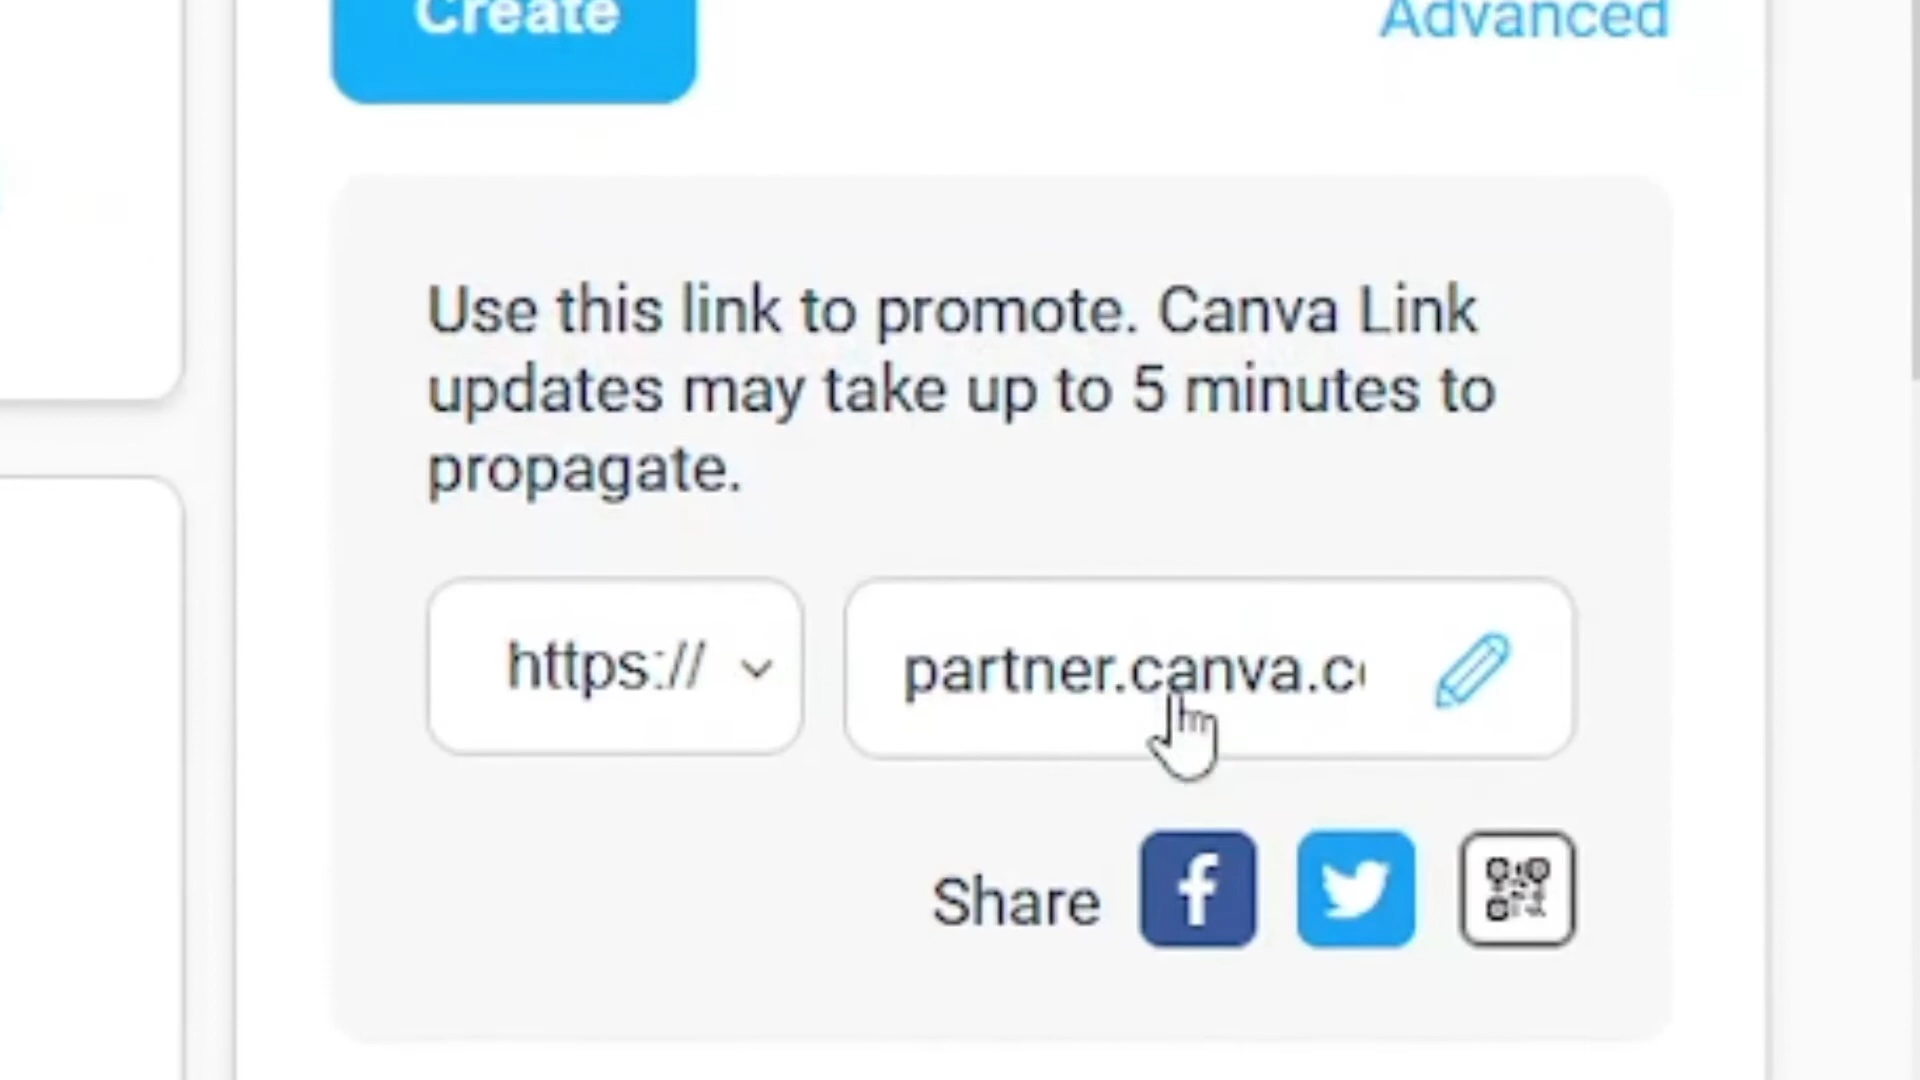 Create
Advanced
Use this link to promote. Canva Link
updates may take up to 5 minutes to
propagate.
https://
partner.canva.c
Share